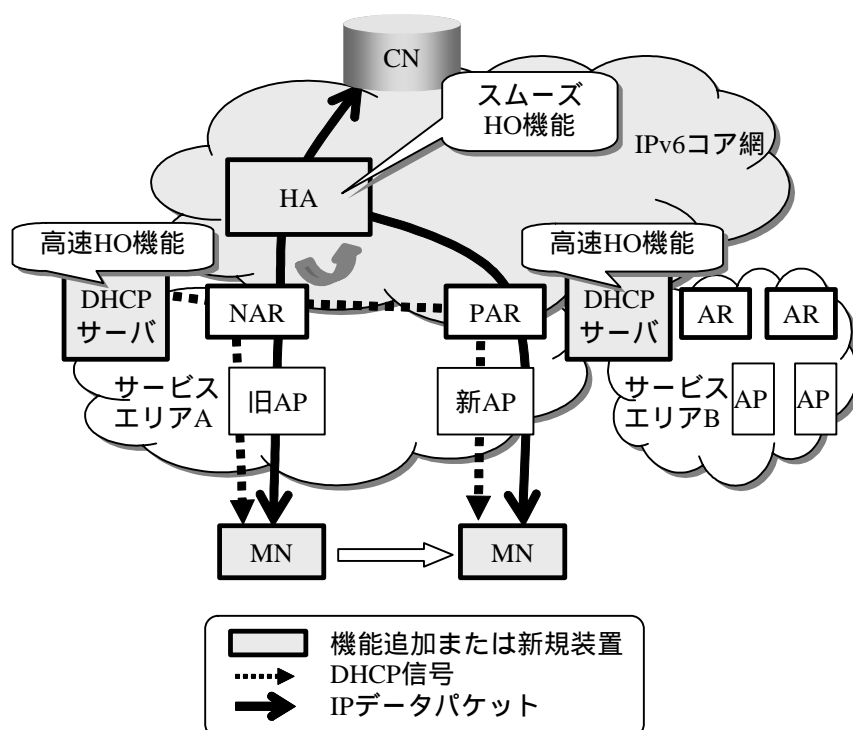 CN
スムーズ
HO機能
IPv6コア網
HA
高速HO機能
高速HO機能
DHCP
サーバ
NAR
PAR
DHCP
サーバ
AR
AR
サービス
エリアA
旧AP
新AP
サービス
エリアB
AP
AP
MN
MN
機能追加または新規装置
DHCP信号
IPデータパケット